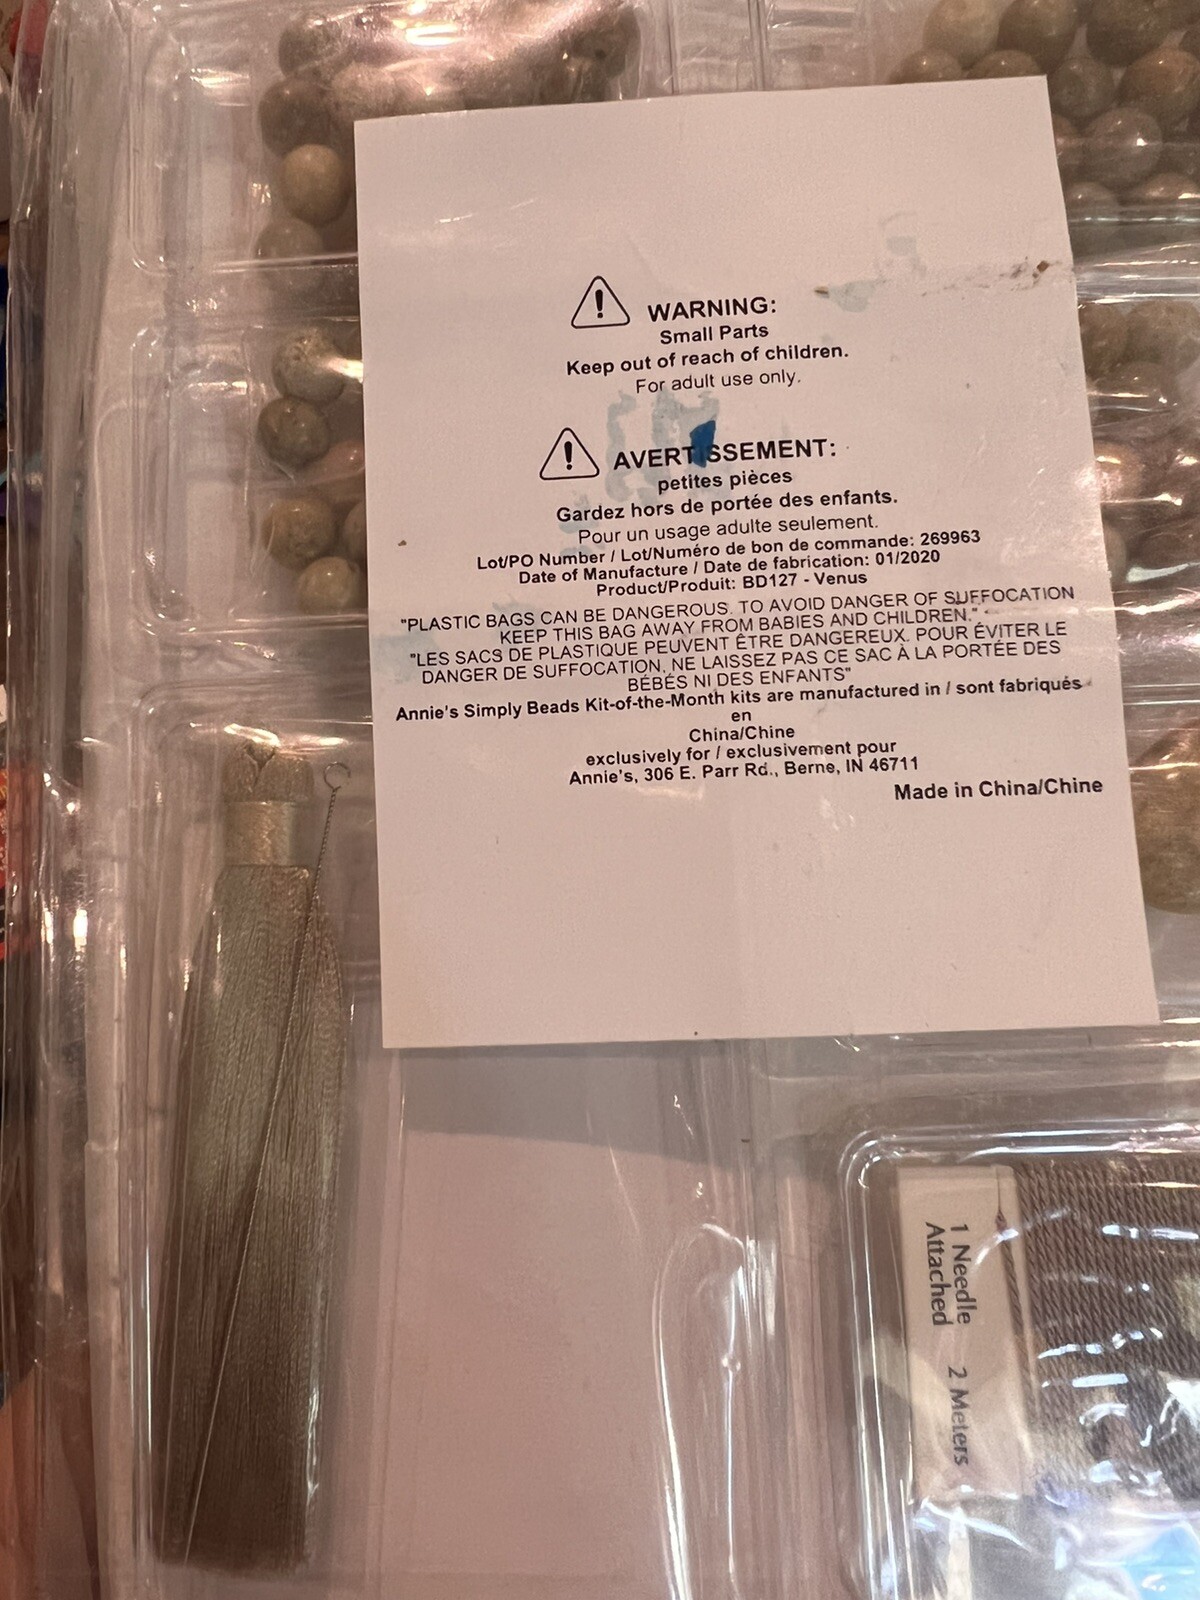 WARNING:
Small Parts
Keep out of reach of children.
For adult use only.
AVERTISSEMENT:
petites pièces
Gardez hors de portée des enfants.
Pour un usage adulte seulement.
Lot/PO Number / Lot/Numéro de bon de commande: 269963
Date of Manufacture / Date de fabrication: 01/2020
Product/Produit: BD127 - Venus
"PLASTIC BAGS CAN BE DANGEROUS. TO AVOID DANGER OF SUFFOCATION
KEEP THIS BAG AWAY FROM BABIES AND CHILDREN."
"LES SACS DE PLASTIQUE PEUVENT ÊTRE DANGEREUX. POUR ÉVITER LE
DANGER DE SUFFOCATION, NE LAISSEZ PAS CE SAC À LA PORTÉE DES
BÉBÉS NI DES ENFANTS"
Annie's Simply Beads Kit-of-the-Month kits are manufactured in / sont fabriqués
en
China/Chine
exclusively for / exclusivement pour
Annie's, 306 E. Parr Rd., Berne, IN 46711
Made in China/Chine
1 Needle 2 Meters
Attached